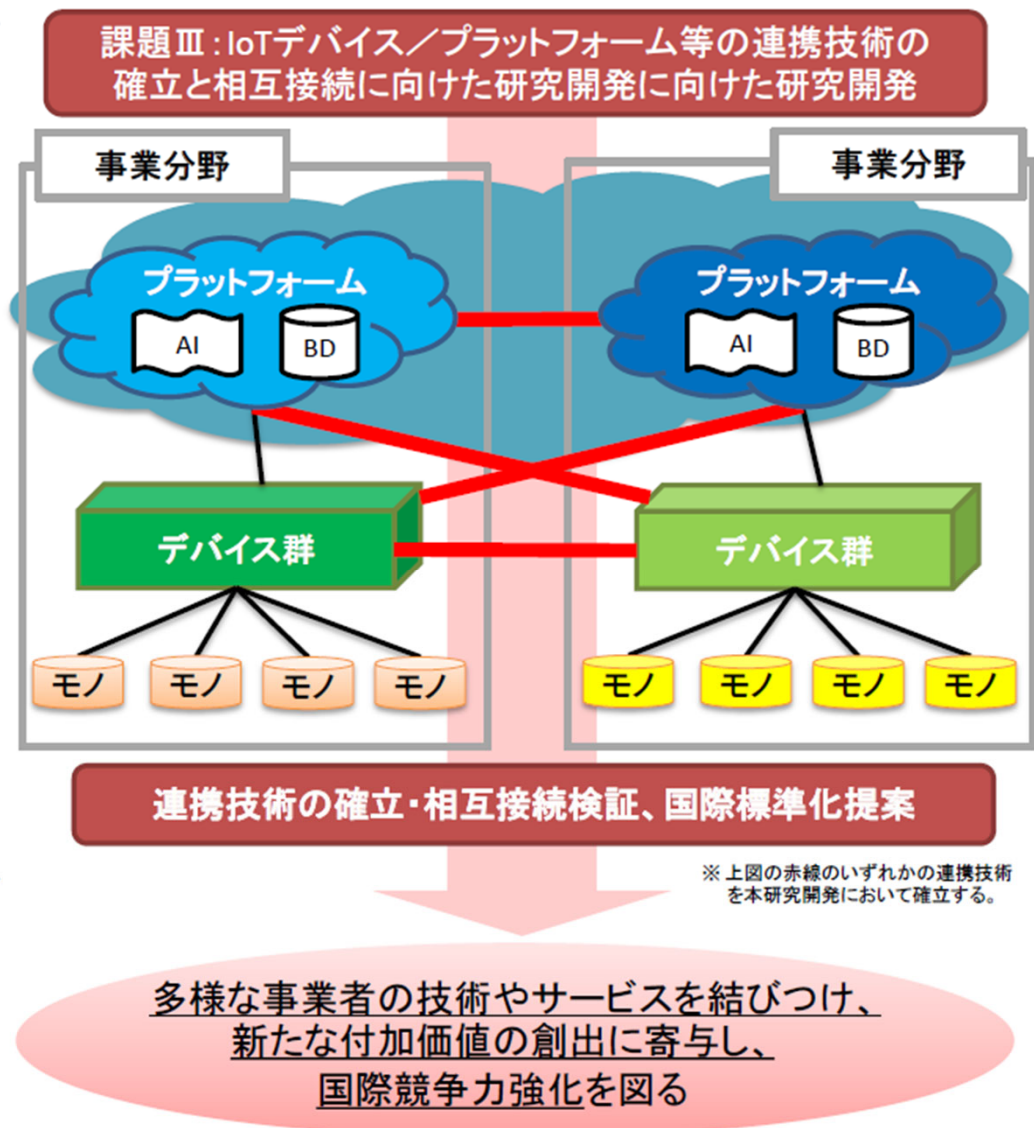 課題Ⅲ:IoTデバイス/プラットフォーム等の連携技術の
確立と相互接続に向けた研究開発に向けた研究開発
事業分野
事業分野
プラットフォーム
プラットフォーム
AI
BD
AI
BD
デバイス群
デバイス群
モノ
モノ
モノ
モノ
モノ
モノ
モノ
モノ
連携技術の確立・相互接続検証、国際標準化提案
※ 上図の赤線のいずれかの連携技術
を本研究開発において確立する。
多様な事業者の技術やサービスを結びつけ、
新たな付加価値の創出に寄与し、
国際競争力強化を図る